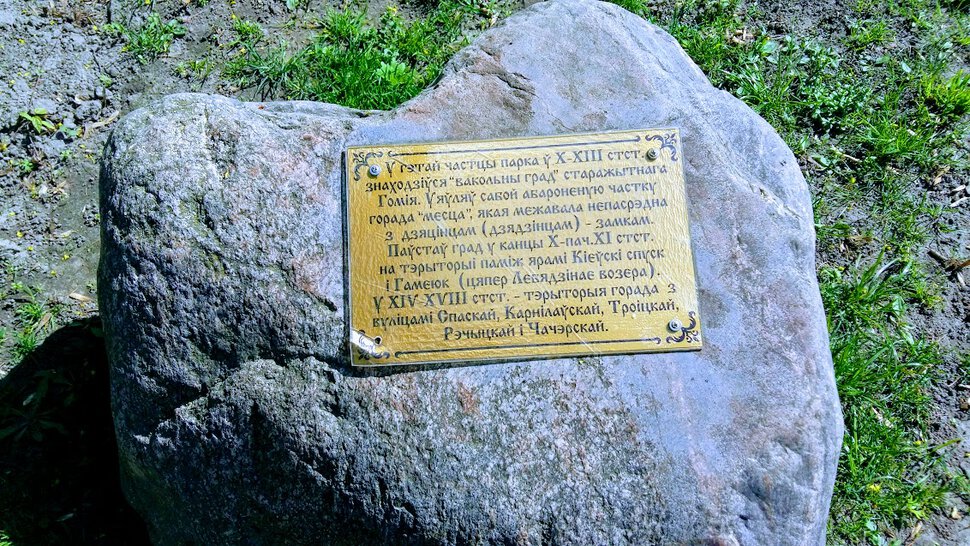 У гэтай частцы парка ў X-XIII стст.
знаходзіўся "вакольны град" старажытнага
Гомія. Уяўляў сабой абароненую частку
горада "месца", якая межавала непасрэдна
з дзяцінцам (дзядзінцам) - замкам.
Паўстаў град у канцы X-пач.XI стст.
на тэрыторыі паміж ярамі Кіеўскі спуск
і Гамеюк (цяпер Лебядзінае возера).
У XIV-XVIII стст. - тэрыторыя горада з
вуліцамі Спаскай, Карнілаўскай, Троіцкай,
Рэчыцкай і Чачэрскай.